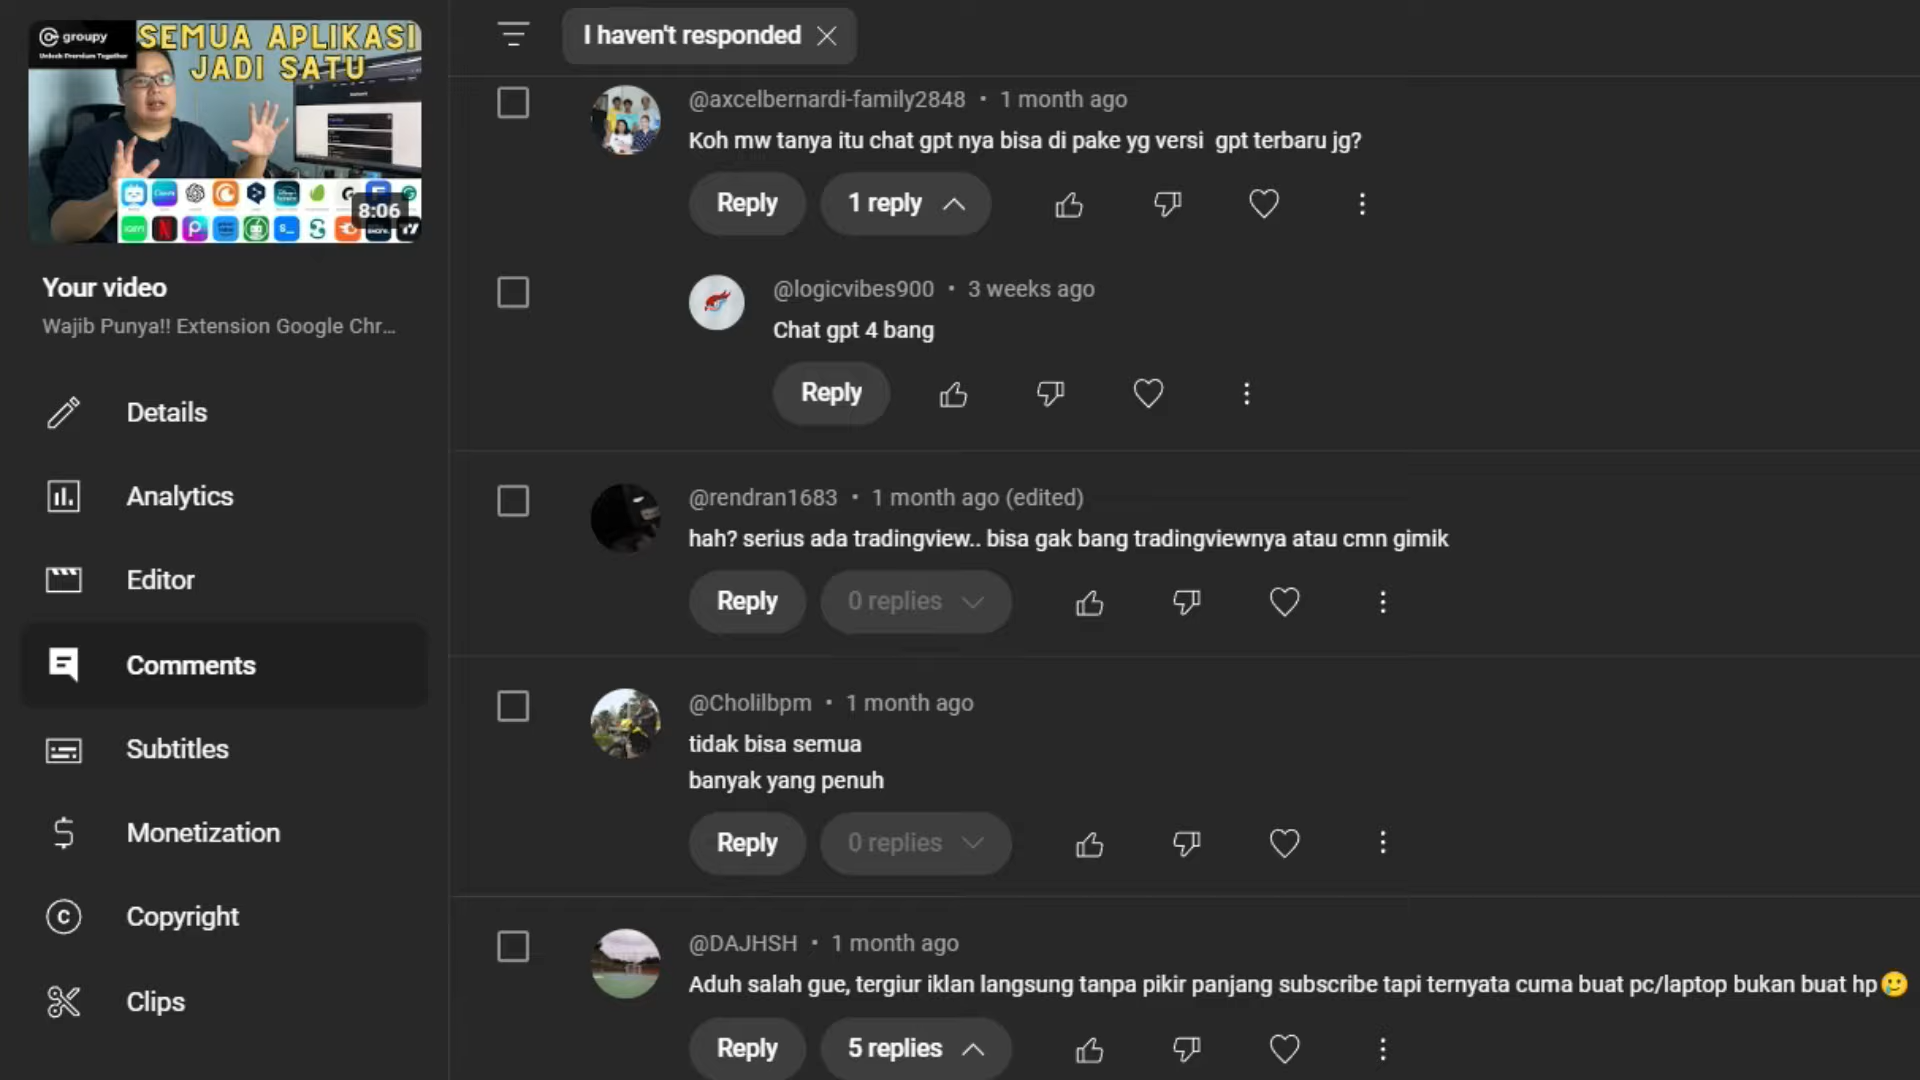 groupy
Unlock Premium Together
SEMUA APLIKASI
JADI SATU
8:06
Your video
Wajib Punya!! Extension Google Chr...
Details
Analytics
Editor
Comments
Subtitles
Monetization
Copyright
Clips
I haven't responded
@axcelbernardi-family2848 • 1 month ago
Koh mw tanya itu chat gpt nya bisa di pake yg versi gpt terbaru jg?
Reply
1 reply
@logicvibes900 • 3 weeks ago
Chat gpt 4 bang
Reply
@rendran1683 • 1 month ago (edited)
hah? serius ada tradingview.. bisa gak bang tradingviewnya atau cmn gimik
Reply
0 replies
@Cholilbpm • 1 month ago
tidak bisa semua
banyak yang penuh
Reply
0 replies
@DAJHSH • 1 month ago
Aduh salah gue, tergiur iklan langsung tanpa pikir panjang subscribe tapi ternyata cuma buat pc/laptop bukan buat hp🥲
Reply
5 replies